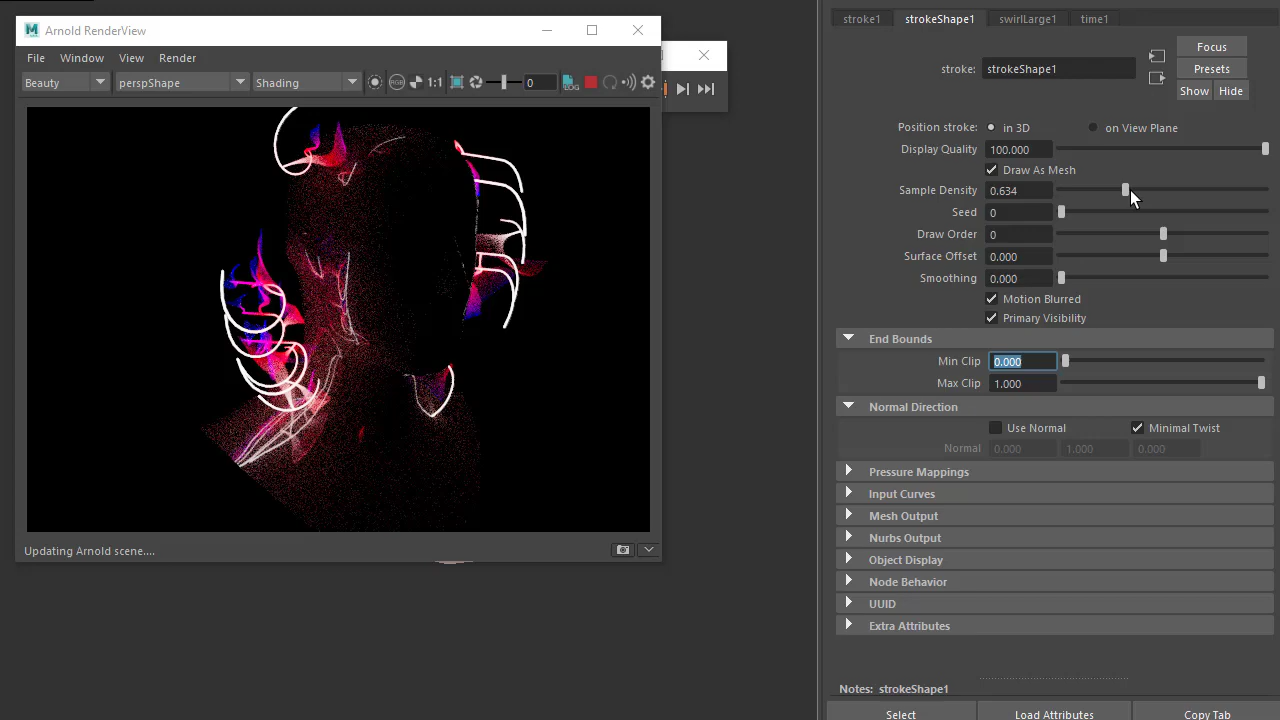 Arnold RenderView
File Window View Render
Beauty perspShape Shading RGB 1:1 0 LOG
Updating Arnold scene....
stroke1 strokeShape1 swirlLarge1 time1
Focus
stroke: strokeShape1 Presets
Show Hide
Position stroke: in 3D on View Plane
Display Quality 100.000
Draw As Mesh
Sample Density 0.634
Seed 0
Draw Order 0
Surface Offset 0.000
Smoothing 0.000
Motion Blurred
Primary Visibility
End Bounds
Min Clip 0.000
Max Clip 1.000
Normal Direction
Use Normal Minimal Twist
Normal 0.000 1.000 0.000
Pressure Mappings
Input Curves
Mesh Output
Nurbs Output
Object Display
Node Behavior
UUID
Extra Attributes
Notes: strokeShape1
Select Load Attributes Copy Tab